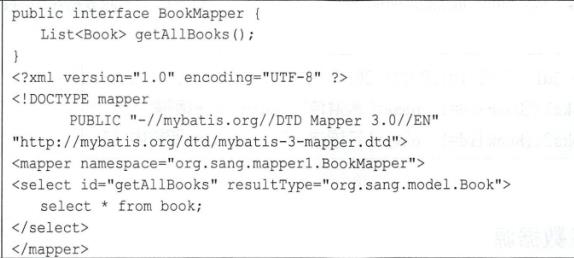 public interface BookMapper {
List<Book> getAllBooks();
}
<?xml version="1.0" encoding="UTF-8" ?>
<!DOCTYPE mapper
PUBLIC "-//mybatis.org//DTD Mapper 3.0//EN"
"http://mybatis.org/dtd/mybatis-3-mapper.dtd">
<mapper namespace="org.sang.mapper1.BookMapper">
<select id="getAllBooks" resultType="org.sang.model.Book">
select * from book;
</select>
</mapper>